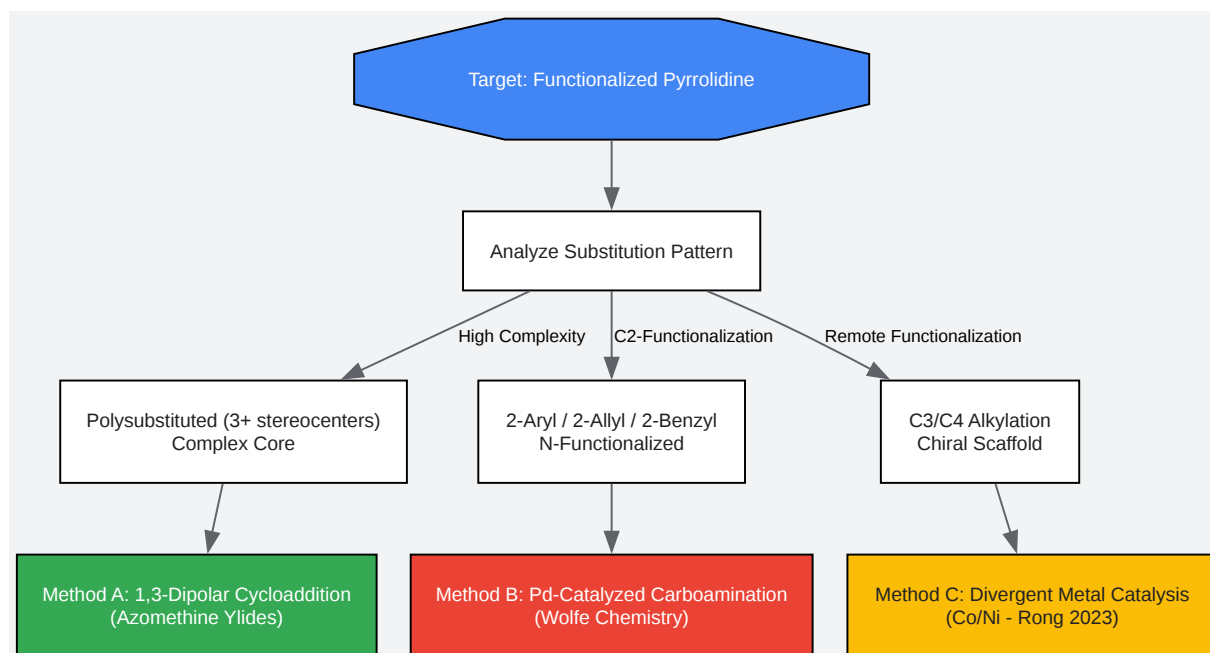 Target: Functionalized Pyrrolidine
Analyze Substitution Pattern
High Complexity
C2-Functionalization
Remote Functionalization
Polysubstituted (3+ stereocenters)
Complex Core
2-Aryl / 2-Allyl / 2-Benzyl
N-Functionalized
C3/C4 Alkylation
Chiral Scaffold
Method A: 1,3-Dipolar Cycloaddition
(Azomethine Ylides)
Method B: Pd-Catalyzed Carboamination
(Wolfe Chemistry)
Method C: Divergent Metal Catalysis
(Co/Ni - Rong 2023)